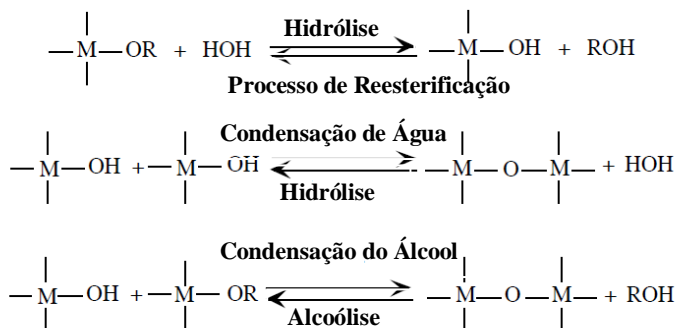 Hidrólise
M OR + HOH M OH + ROH
Processo de Reesterificação
Condensação de Água
M OH + M OH M O M + HOH
Hidrólise
Condensação do Álcool
M OH + M OR M O M + ROH
Alcoólise